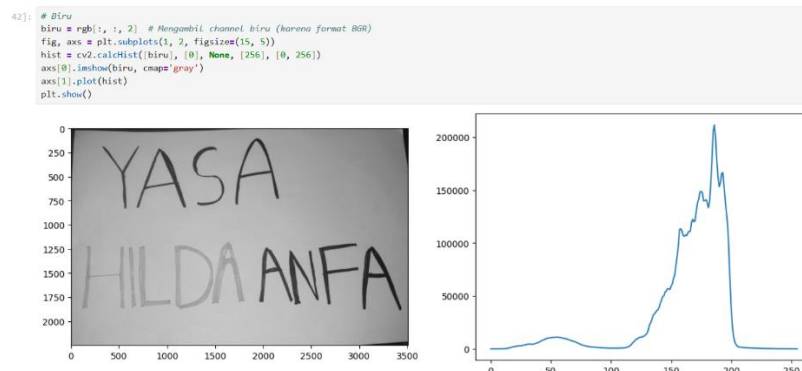 42]:
# Biru
biru = rgb[:, :, 2]  # Mengambil channel biru (karena format BGR)
fig, axs = plt.subplots(1, 2, figsize=(15, 5))
hist = cv2.calcHist([biru], [0], None, [256], [0, 256])
axs[0].imshow(biru, cmap='gray')
axs[1].plot(hist)
plt.show()
0
250
500
750
1000
1250
1500
1750
2000
0 500 1000 1500 2000 2500 3000 3500
YASA
HILDA ANFA
200000
150000
100000
50000
0
0 50 100 150 200 250